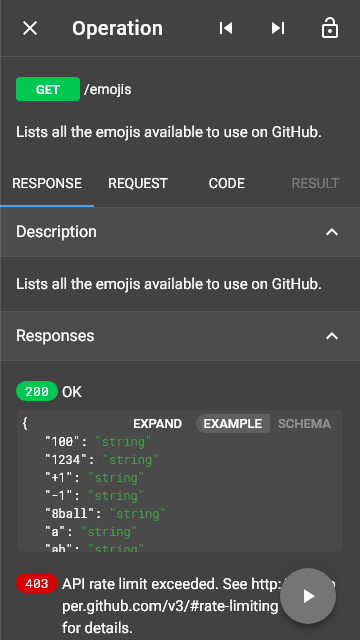 Operation
GET /emojis
Lists all the emojis available to use on GitHub.
RESPONSE REQUEST CODE RESULT
Description
Lists all the emojis available to use on GitHub.
Responses
200 OK
{ EXPAND EXAMPLE SCHEMA
"100": "string"
"1234": "string"
"+1": "string"
"-1": "string"
"8ball": "string"
"a": "string"
"ab": "string"
403 API rate limit exceeded. See http:
per.github.com/v3/#rate-limiting
for details.